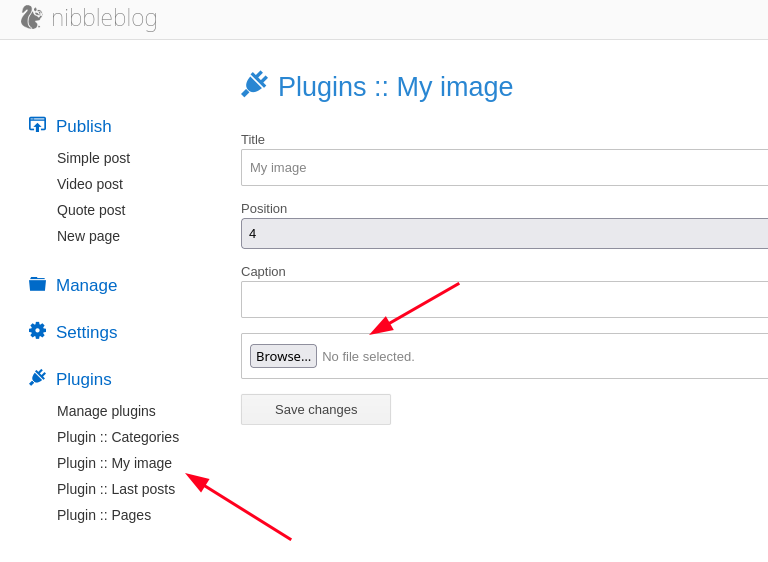 nibbleblog
Plugins :: My image
Publish
Simple post
Video post
Quote post
New page
Manage
Settings
Plugins
Manage plugins
Plugin :: Categories
Plugin :: My image
Plugin :: Last posts
Plugin :: Pages
Title
My image
Position
4
Caption
Browse... No file selected.
Save changes